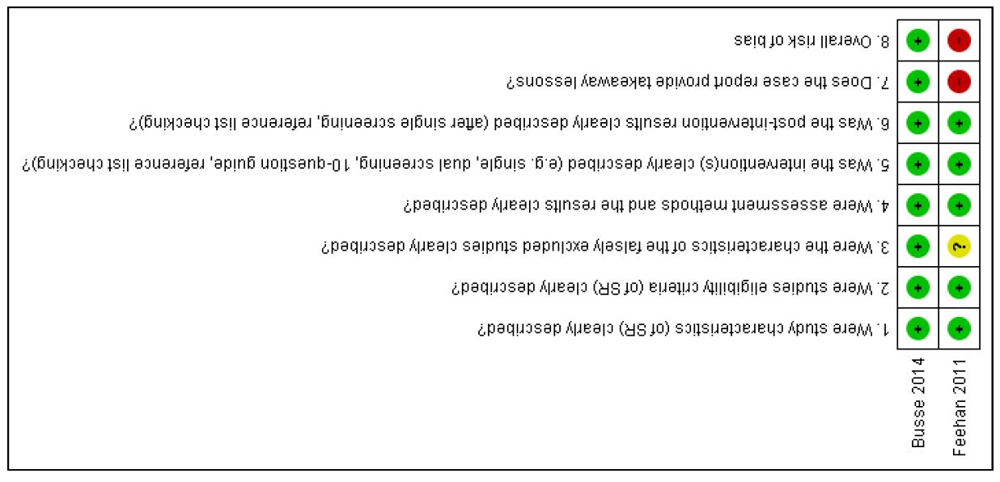 Feehan 2011
Busse 2014
+ + 1. Were study characteristics (of SR) clearly described?
+ + 2. Were studies eligibility criteria (of SR) clearly described?
? + 3. Were the characteristics of the falsely excluded studies clearly described?
+ + 4. Were assessment methods and the results clearly described?
+ + 5. Was the intervention(s) clearly described (e.g. single, dual screening, 10-question guide, reference list checking)?
+ + 6. Was the post-intervention results clearly described (after single screening, reference list checking)?
- + 7. Does the case report provide takeaway lessons?
- + 8. Overall risk of bias